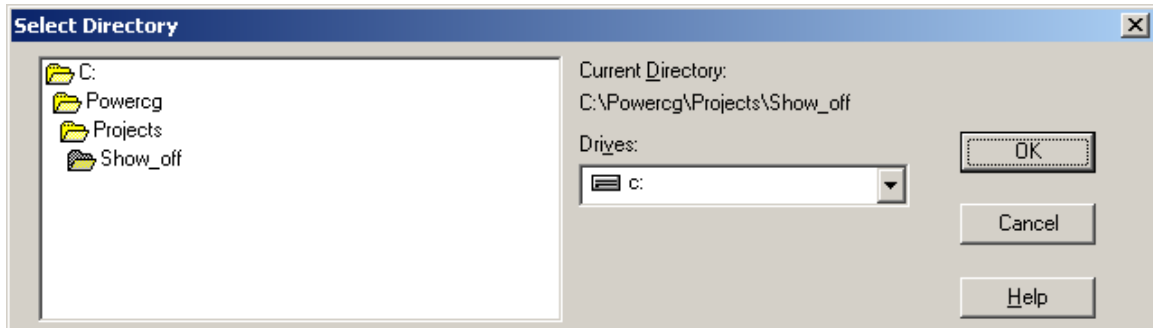 Select Directory
C:
Powercg
Projects
Show_off
Current Directory:
C:\Powercg\Projects\Show_off
Drives:
c:
OK
Cancel
Help